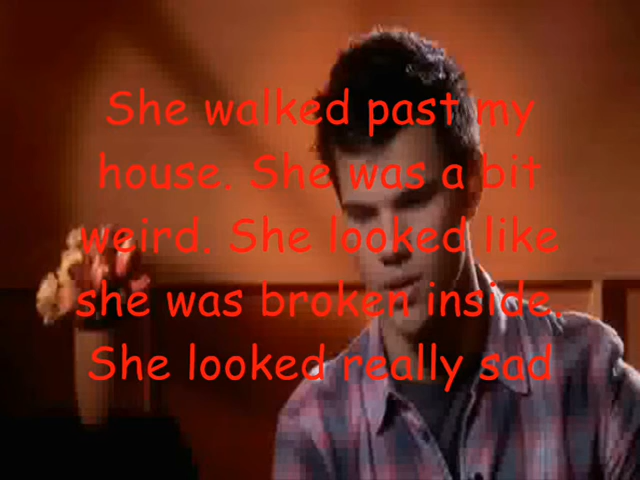 She walked past my
house. She was a bit
weird. She looked like
she was broken inside.
She looked really sad